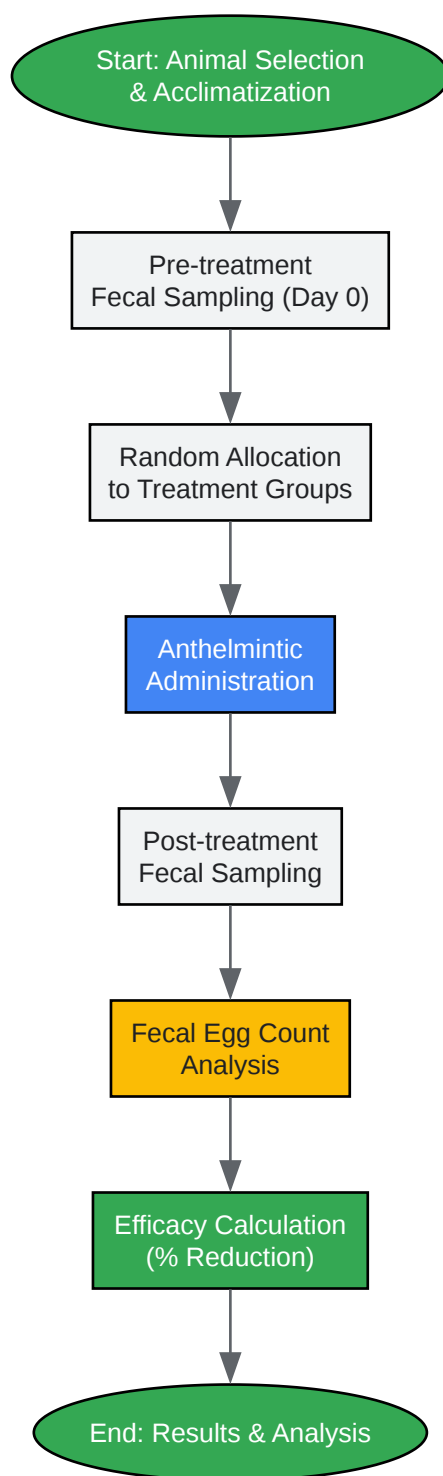 Start: Animal Selection
& Acclimatization
Pre-treatment
Fecal Sampling (Day 0)
Random Allocation
to Treatment Groups
Anthelmintic
Administration
Post-treatment
Fecal Sampling
Fecal Egg Count
Analysis
Efficacy Calculation
(% Reduction)
End: Results & Analysis